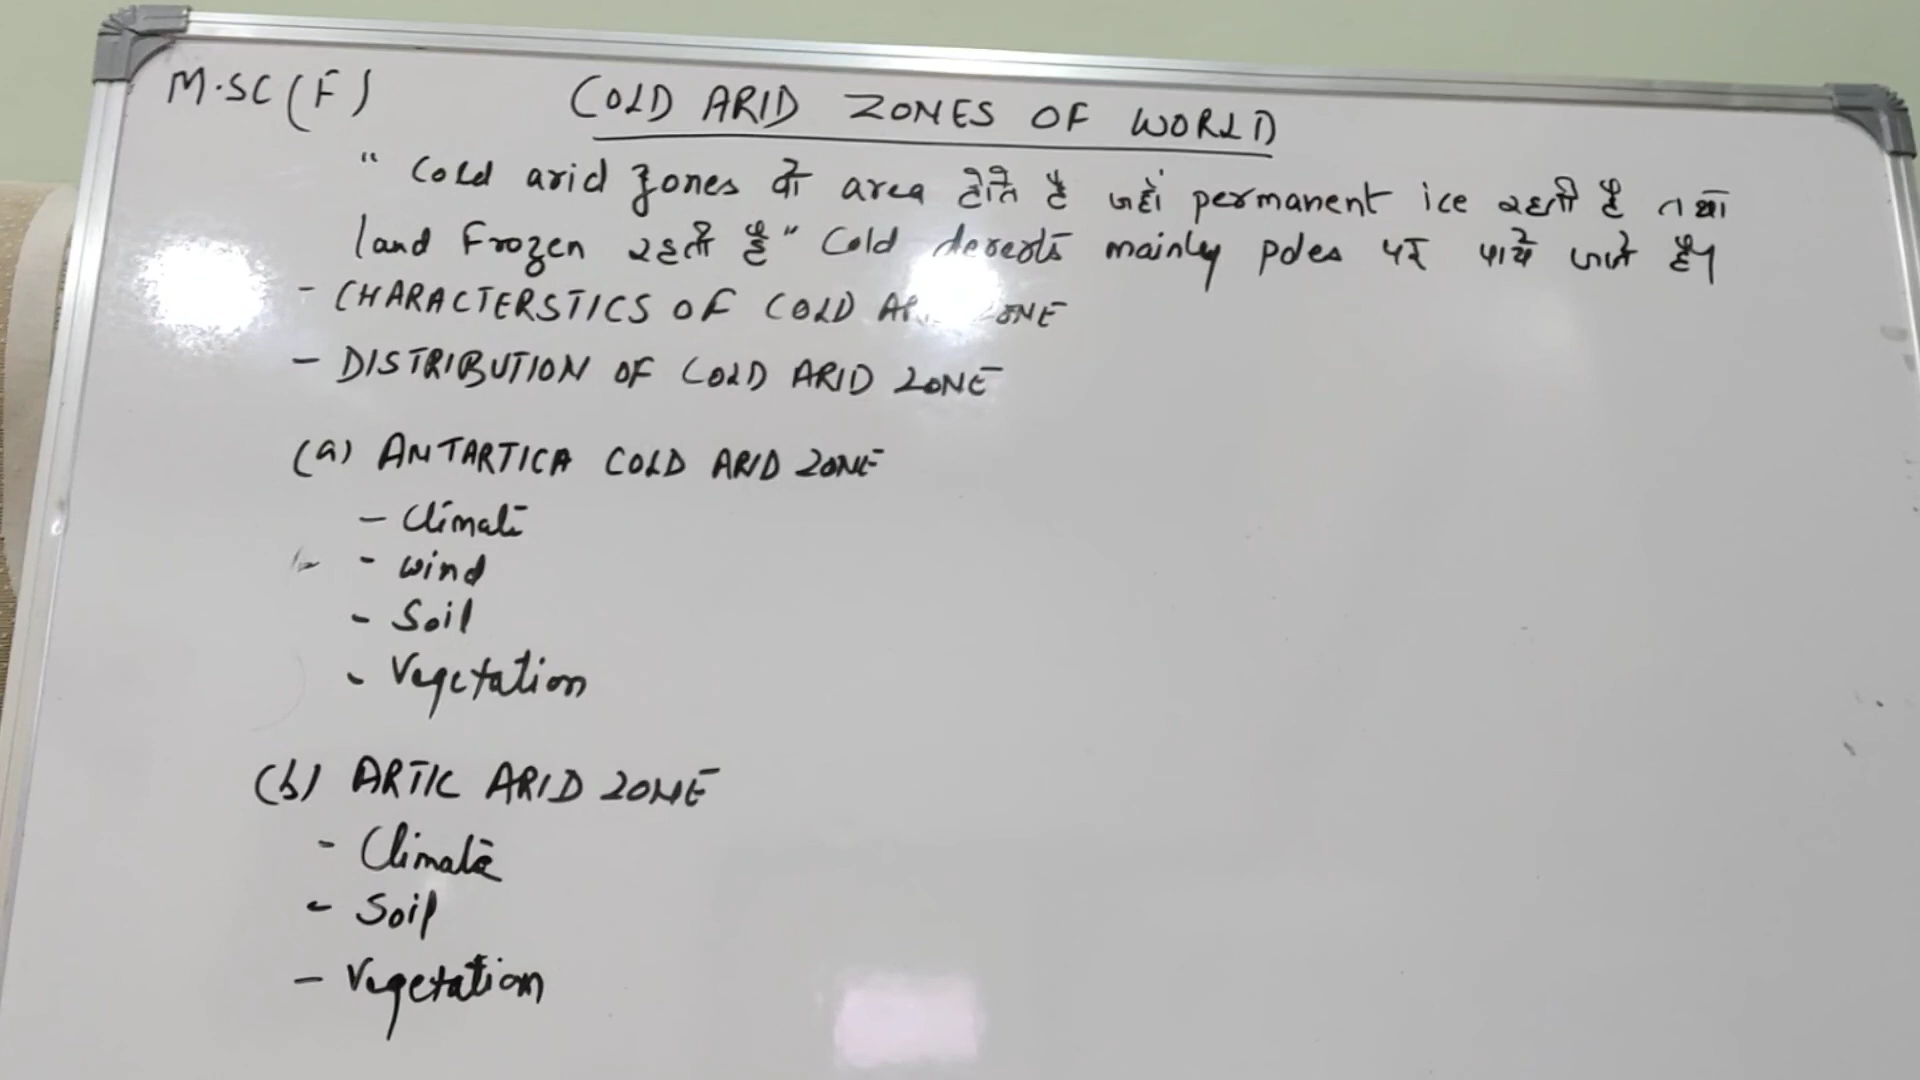 M.SC (F)
COLD ARID ZONES OF WORLD
" Cold arid zones वो area होते है जहां permanent ice रहती है तथा
land Frozen रहती है " Cold deserts mainly poles पर पाये जाते है।
- CHARACTERSTICS OF COLD ZONE
- DISTRIBUTION OF COLD ARID ZONE
(a) ANTARTICA COLD ARID ZONE
- Climate
- wind
- Soil
- Vegetation
(b) ARTIC ARID ZONE
- Climate
- Soil
- Vegetation